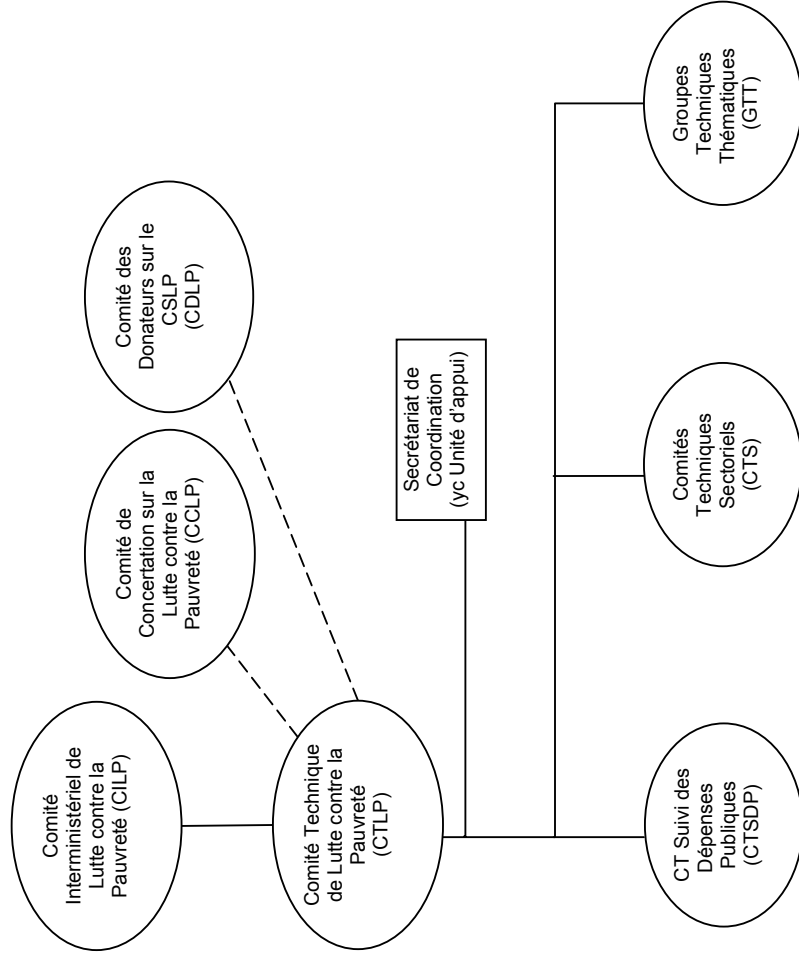 Comité
Interministériel de
Lutte contre la
Pauvreté (CILP)
Comité de
Concertation sur la
Lutte contre la
Pauvreté (CCLP)
Comité des
Donateurs sur le
CSLP
(CDLP)
Comité Technique
de Lutte contre la
Pauvreté
(CTLP)
Secrétariat de
Coordination
(yc Unité d'appui)
CT Suivi des
Dépenses
Publiques
(CTSDP)
Comités
Techniques
Sectoriels
(CTS)
Groupes
Techniques
Thématiques
(GTT)